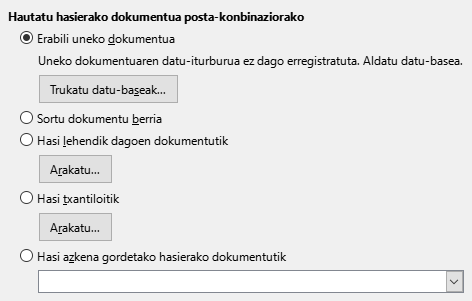 Hautatu hasierako dokumentua posta-konbinaziorako
Erabili uneko dokumentua
Uneko dokumentuaren datu-iturburua ez dago erregistratuta. Aldatu datu-basea.
Trukatu datu-baseak...
Sortu dokumentu berria
Hasi lehendik dagoen dokumentutik
Arakatu...
Hasi txantiloitik
Arakatu...
Hasi azkena gordetako hasierako dokumentutik